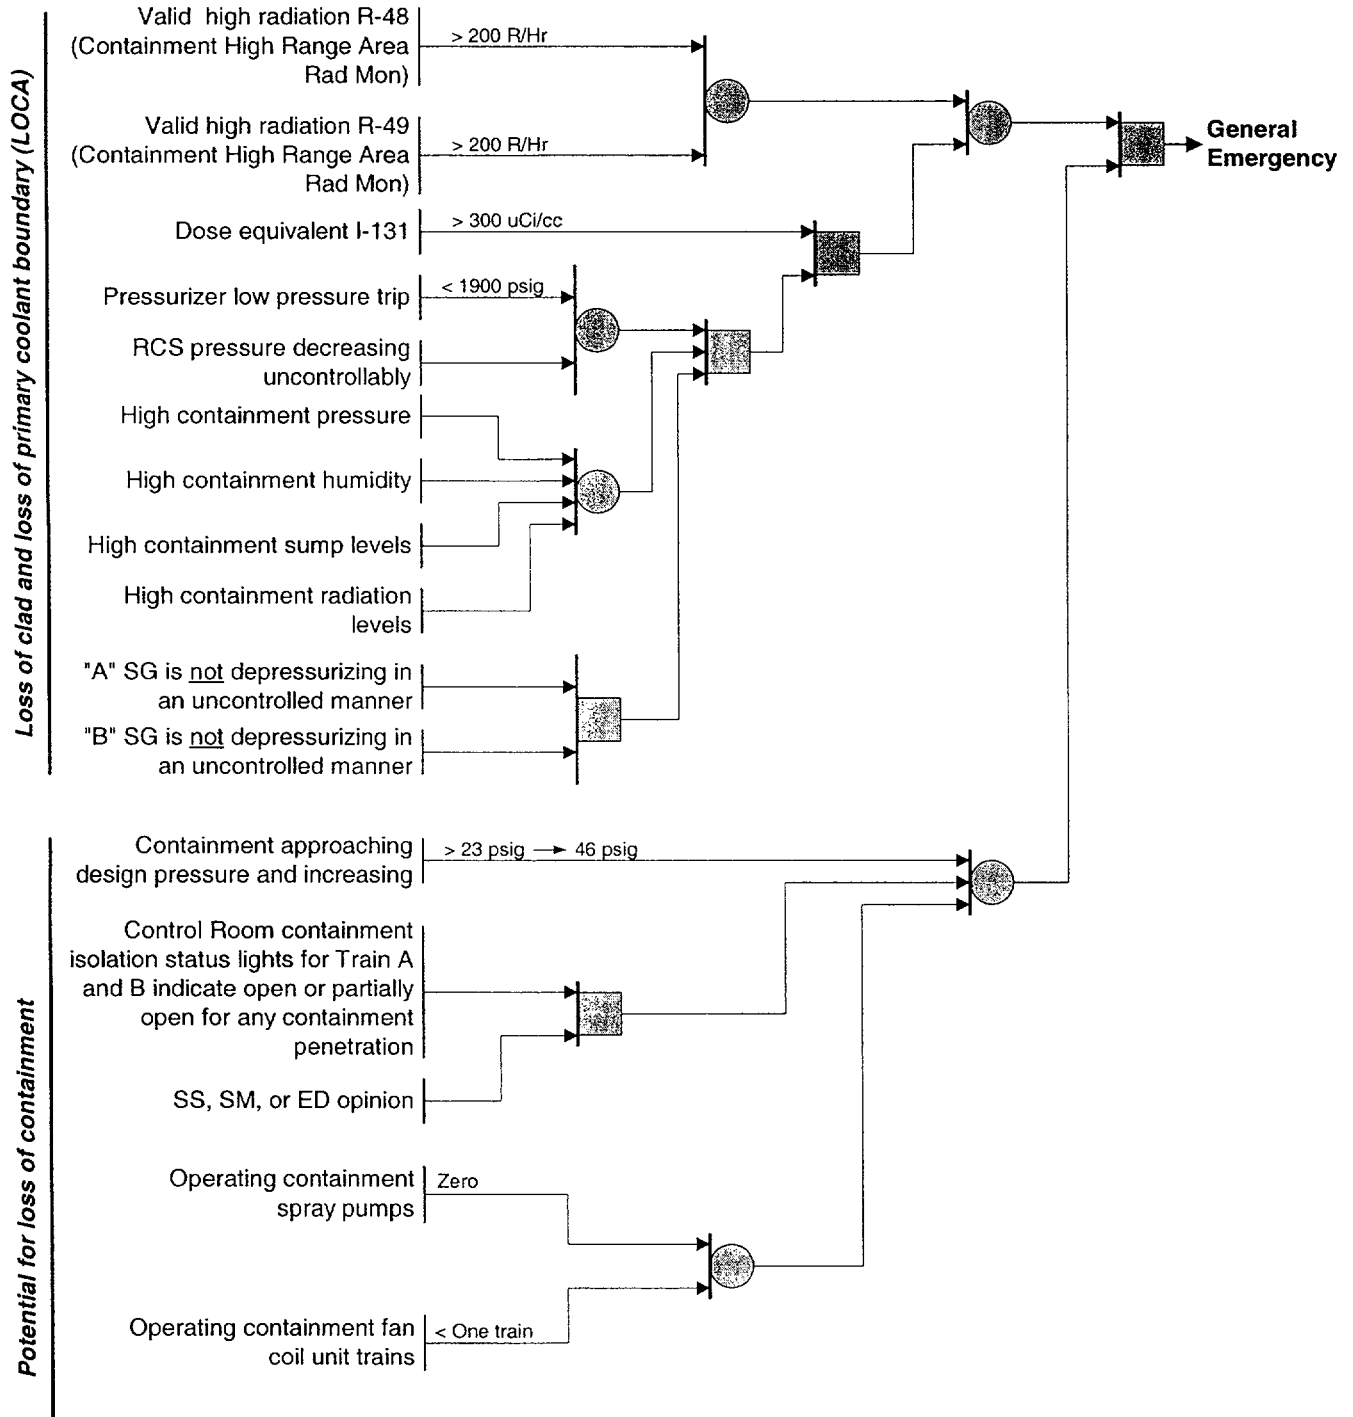 Loss of clad and loss of primary coolant boundary (LOCA)
Valid high radiation R-48
(Containment High Range Area
Rad Mon)
> 200 R/Hr
Valid high radiation R-49
(Containment High Range Area
Rad Mon)
> 200 R/Hr
General
Emergency
Dose equivalent I-131
> 300 uCi/cc
Pressurizer low pressure trip
< 1900 psig
RCS pressure decreasing
uncontrollably
High containment pressure
High containment humidity
High containment sump levels
High containment radiation
levels
"A" SG is not depressurizing in
an uncontrolled manner
"B" SG is not depressurizing in
an uncontrolled manner
Potential for loss of containment
Containment approaching
design pressure and increasing
> 23 psig → 46 psig
Control Room containment
isolation status lights for Train A
and B indicate open or partially
open for any containment
penetration
SS, SM, or ED opinion
Operating containment
spray pumps
Zero
Operating containment fan
coil unit trains
< One train